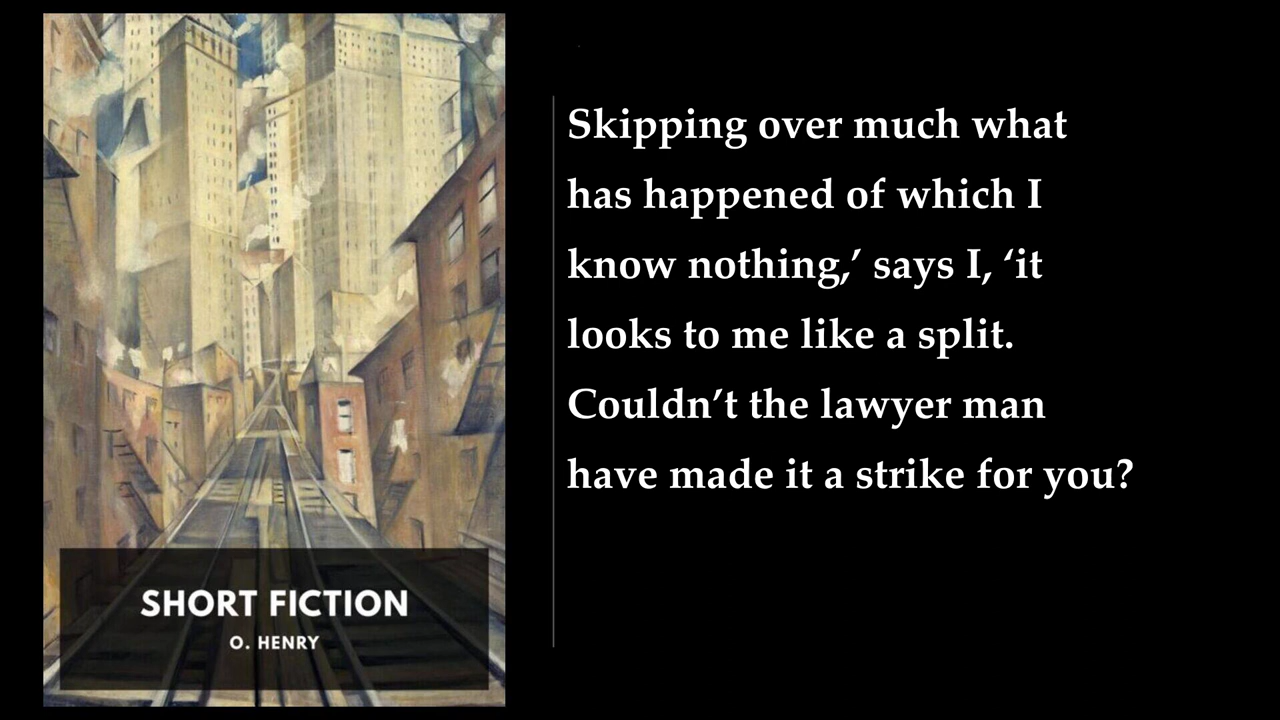 SHORT FICTION
O. HENRY
Skipping over much what
has happened of which I
know nothing,’ says I, ‘it
looks to me like a split.
Couldn’t the lawyer man
have made it a strike for you?